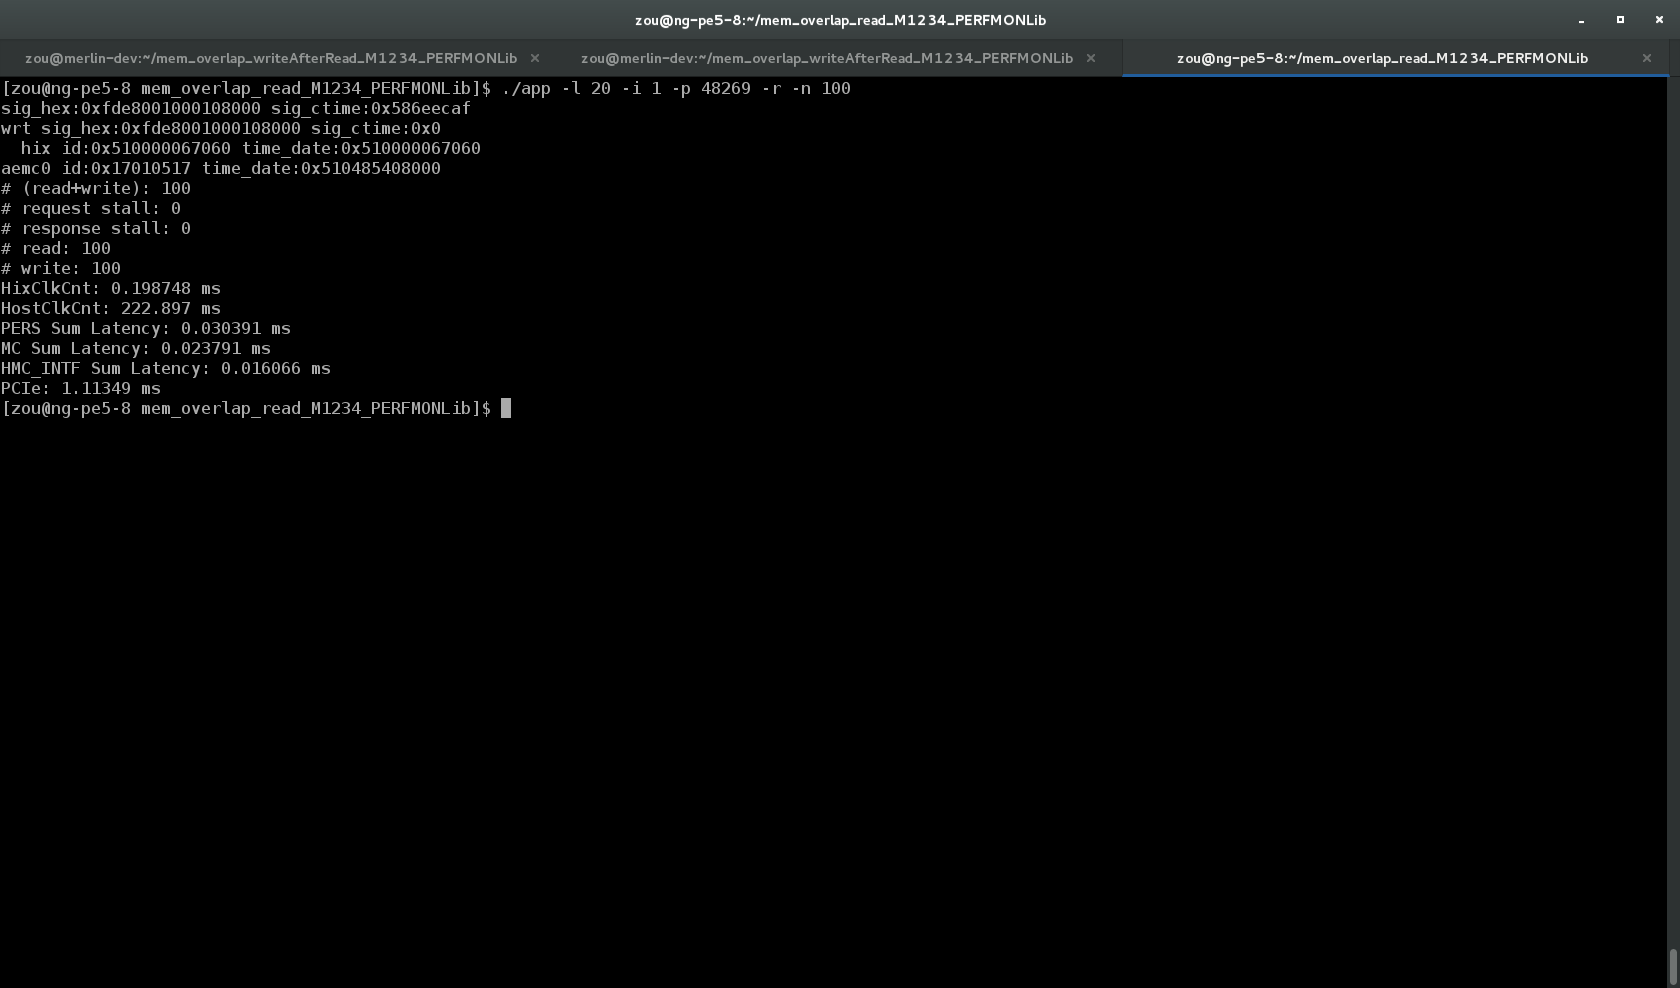 zou@ng-pe5-8:~/mem_overlap_read_M1234_PERFMONLib
zou@merlin-dev:~/mem_overlap_writeAfterRead_M1234_PERFMONLib
zou@merlin-dev:~/mem_overlap_writeAfterRead_M1234_PERFMONLib
zou@ng-pe5-8:~/mem_overlap_read_M1234_PERFMONLib
[zou@ng-pe5-8 mem_overlap_read_M1234_PERFMONLib]$ ./app -l 20 -i 1 -p 48269 -r -n 100
sig_hex:0xfde8001000108000 sig_ctime:0x586eecaf
wrt sig_hex:0xfde8001000108000 sig_ctime:0x0
  hix id:0x510000067060 time_date:0x510000067060
aemc0 id:0x17010517 time_date:0x510485408000
# (read+write): 100
# request stall: 0
# response stall: 0
# read: 100
# write: 100
HixClkCnt: 0.198748 ms
HostClkCnt: 222.897 ms
PERS Sum Latency: 0.030391 ms
MC Sum Latency: 0.023791 ms
HMC_INTF Sum Latency: 0.016066 ms
PCIe: 1.11349 ms
[zou@ng-pe5-8 mem_overlap_read_M1234_PERFMONLib]$